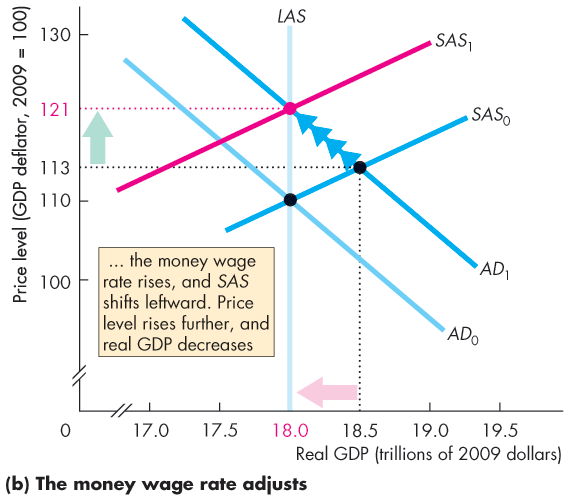 Price level (GDP deflator, 2009 = 100)
LAS
130
SAS₁
121
SAS₀
113
110
... the money wage
rate rises, and SAS
shifts leftward. Price
level rises further, and
real GDP decreases
AD₁
100
AD₀
0 17.0 17.5 18.0 18.5 19.0 19.5
Real GDP (trillions of 2009 dollars)
(b) The money wage rate adjusts